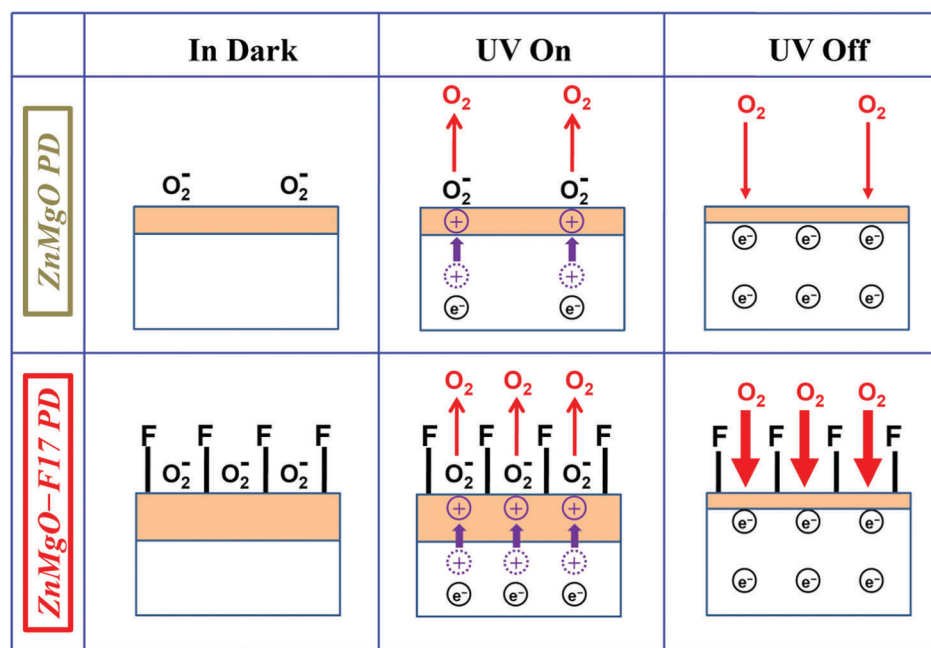 In Dark UV On UV Off
ZnMgO PD
O₂ O₂ O₂ O₂
O₂⁻ O₂⁻ O₂⁻ O₂⁻
+ +
+ + e⁻ e⁻ e⁻
e⁻ e⁻ e⁻ e⁻ e⁻
ZnMgO–F17 PD
O₂ O₂ O₂ O₂ O₂ O₂
F F F F F F F F F F F F
O₂⁻ O₂⁻ O₂⁻ O₂⁻ O₂⁻ O₂⁻
+ + + e⁻ e⁻ e⁻
+ + +
e⁻ e⁻ e⁻ e⁻ e⁻ e⁻